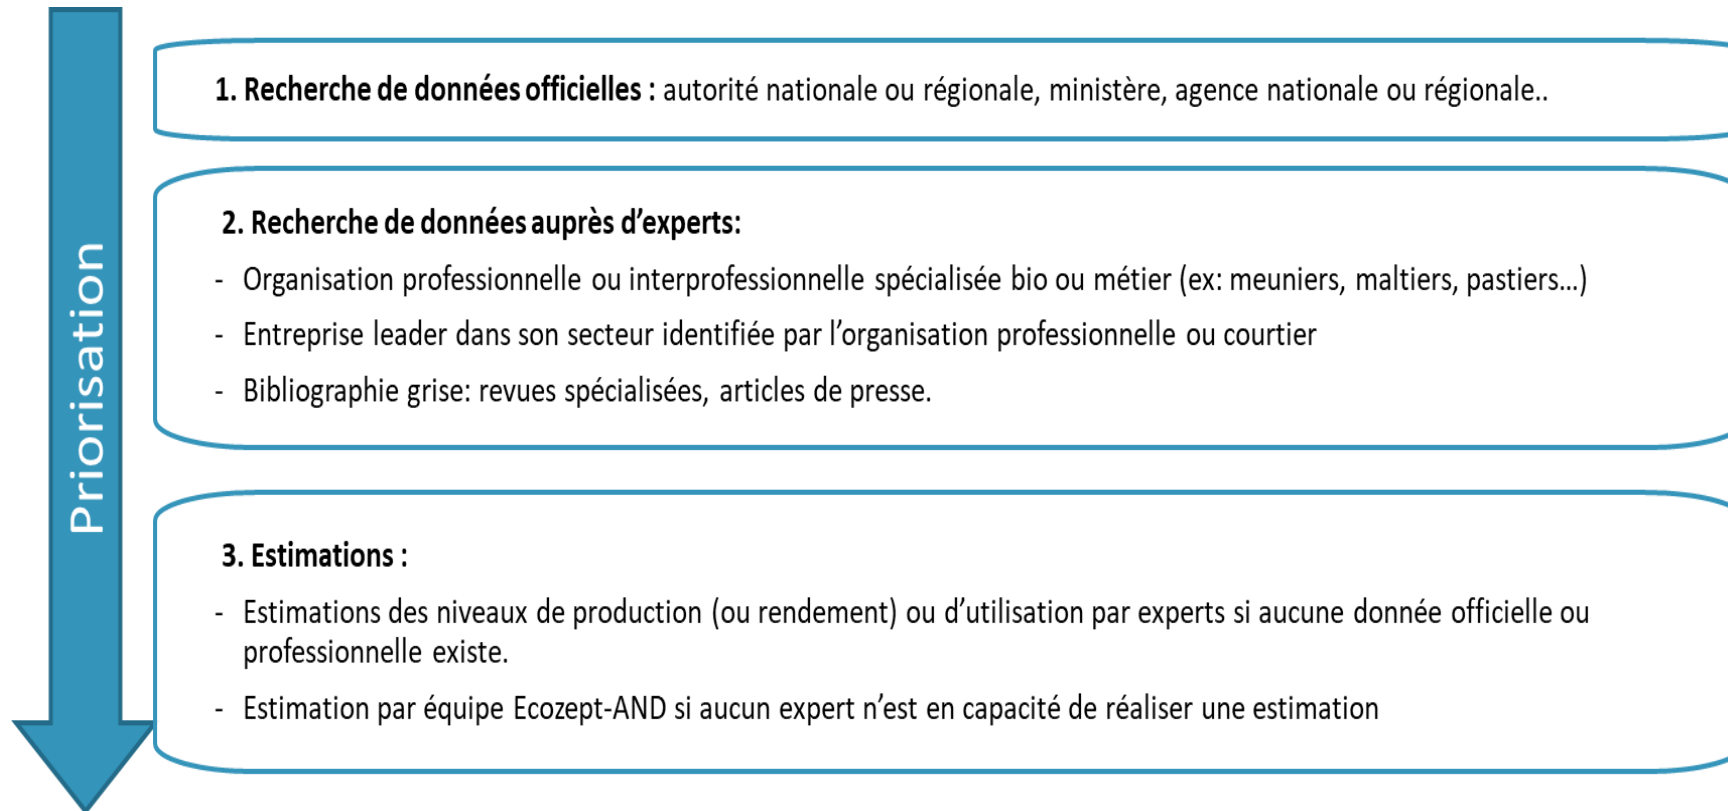 Priorisation
1. Recherche de données officielles : autorité nationale ou régionale, ministère, agence nationale ou régionale..
2. Recherche de données auprès d’experts:
- Organisation professionnelle ou interprofessionnelle spécialisée bio ou métier (ex: meuniers, maltiers, pastiers…)
- Entreprise leader dans son secteur identifiée par l’organisation professionnelle ou courtier
- Bibliographie grise: revues spécialisées, articles de presse.
3. Estimations :
- Estimations des niveaux de production (ou rendement) ou d’utilisation par experts si aucune donnée officielle ou
professionnelle existe.
- Estimation par équipe Ecozept-AND si aucun expert n’est en capacité de réaliser une estimation